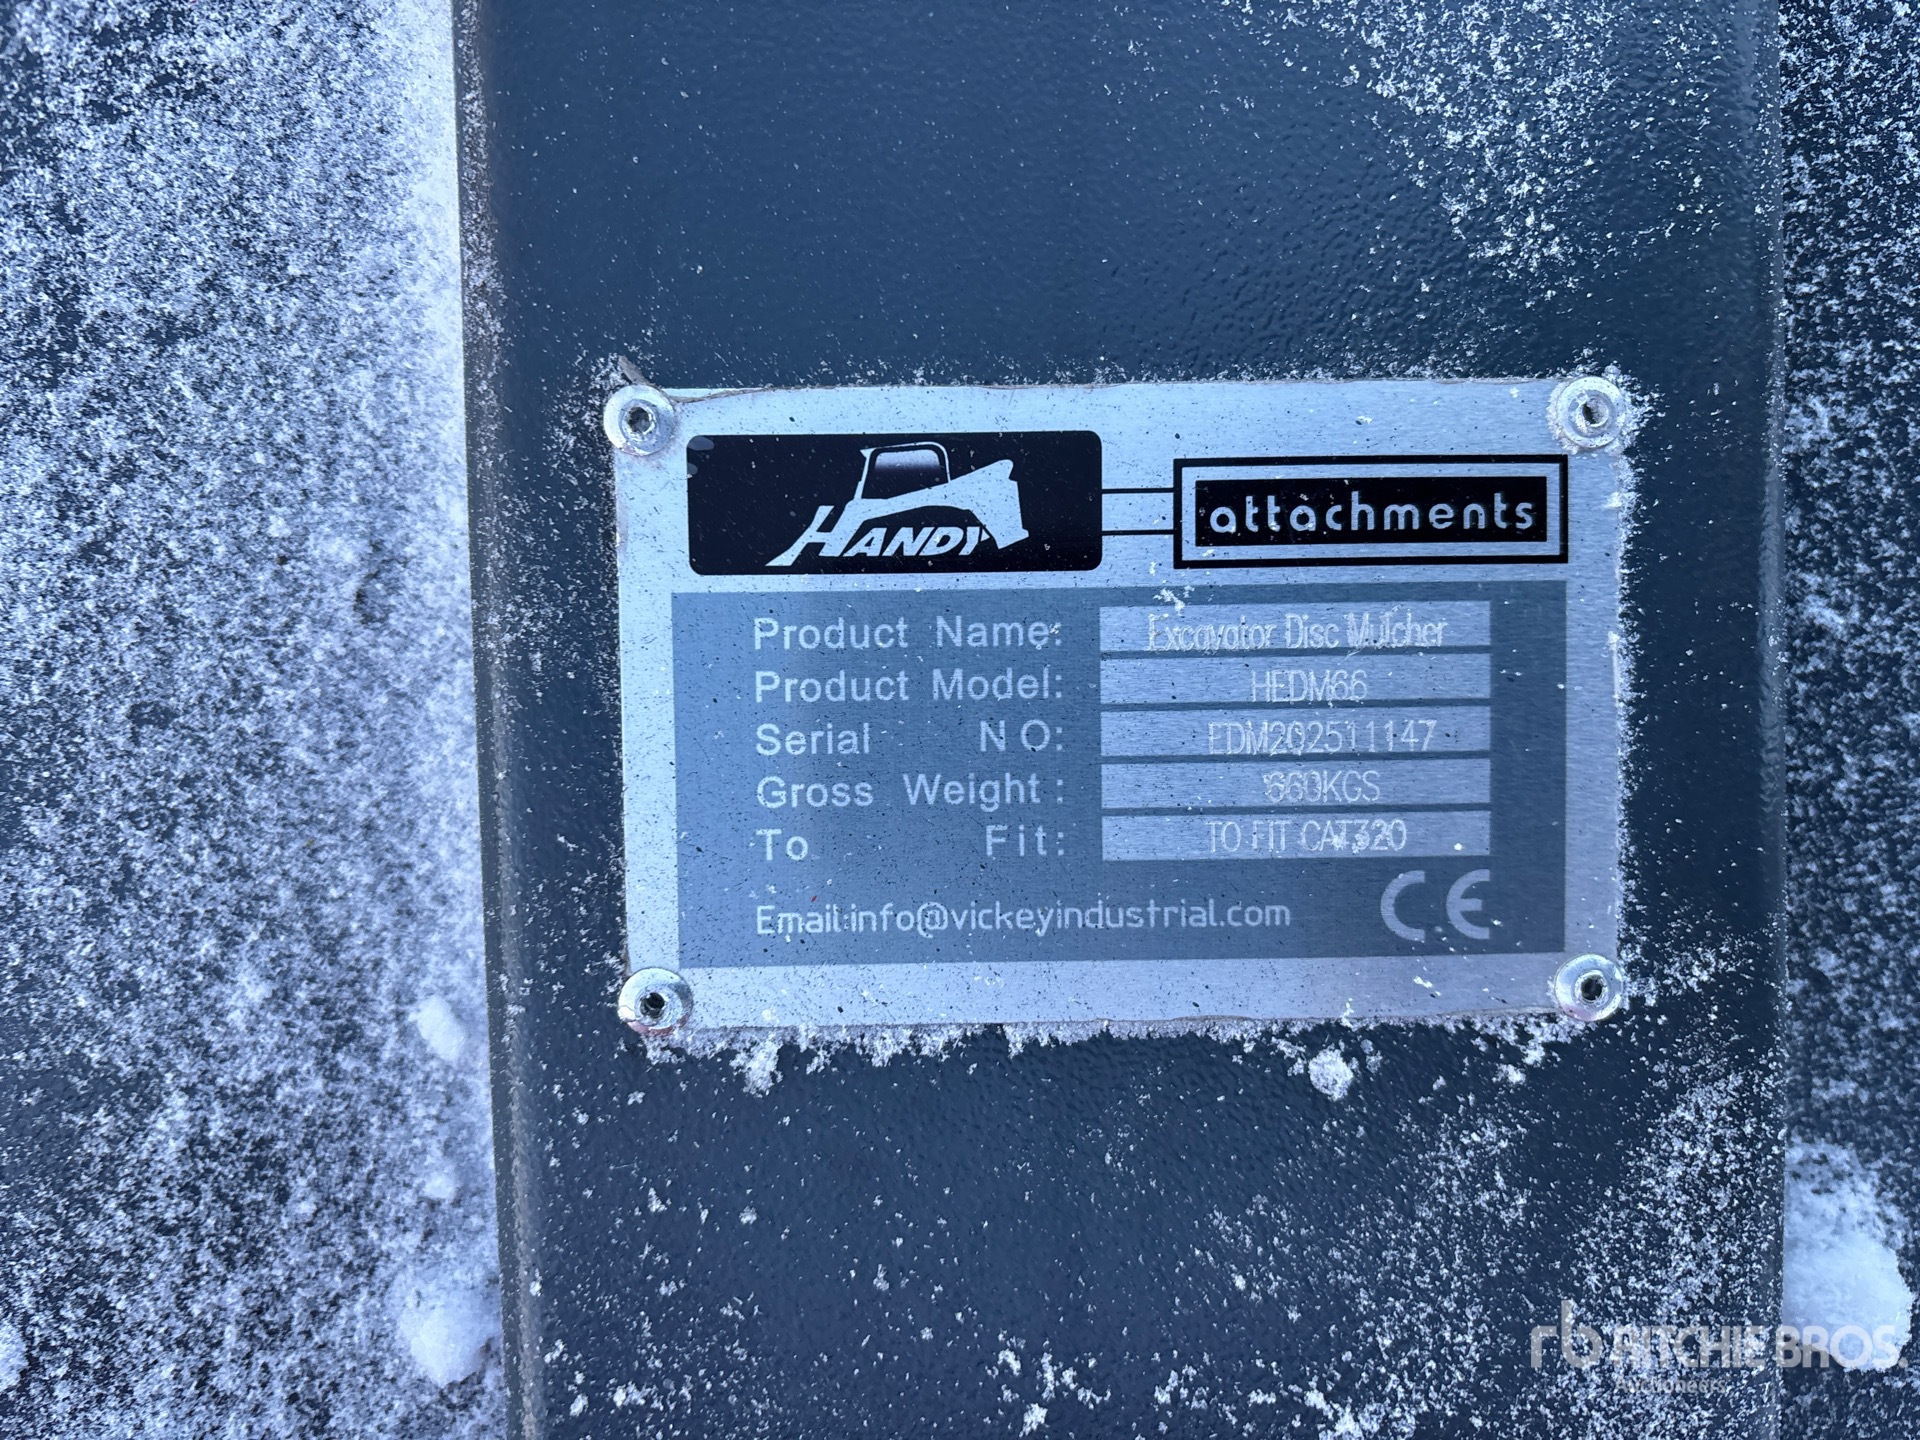 HANDY
attachments
Product Name: Excavator Disc Mulcher
Product Model: HEDM66
Serial NO: EDM202511147
Gross Weight: 660KGS
To Fit: TO FIT CAT320
Email:info@vickeyindustrial.com
CE
rb RITCHIE BROS.
Auctioneers